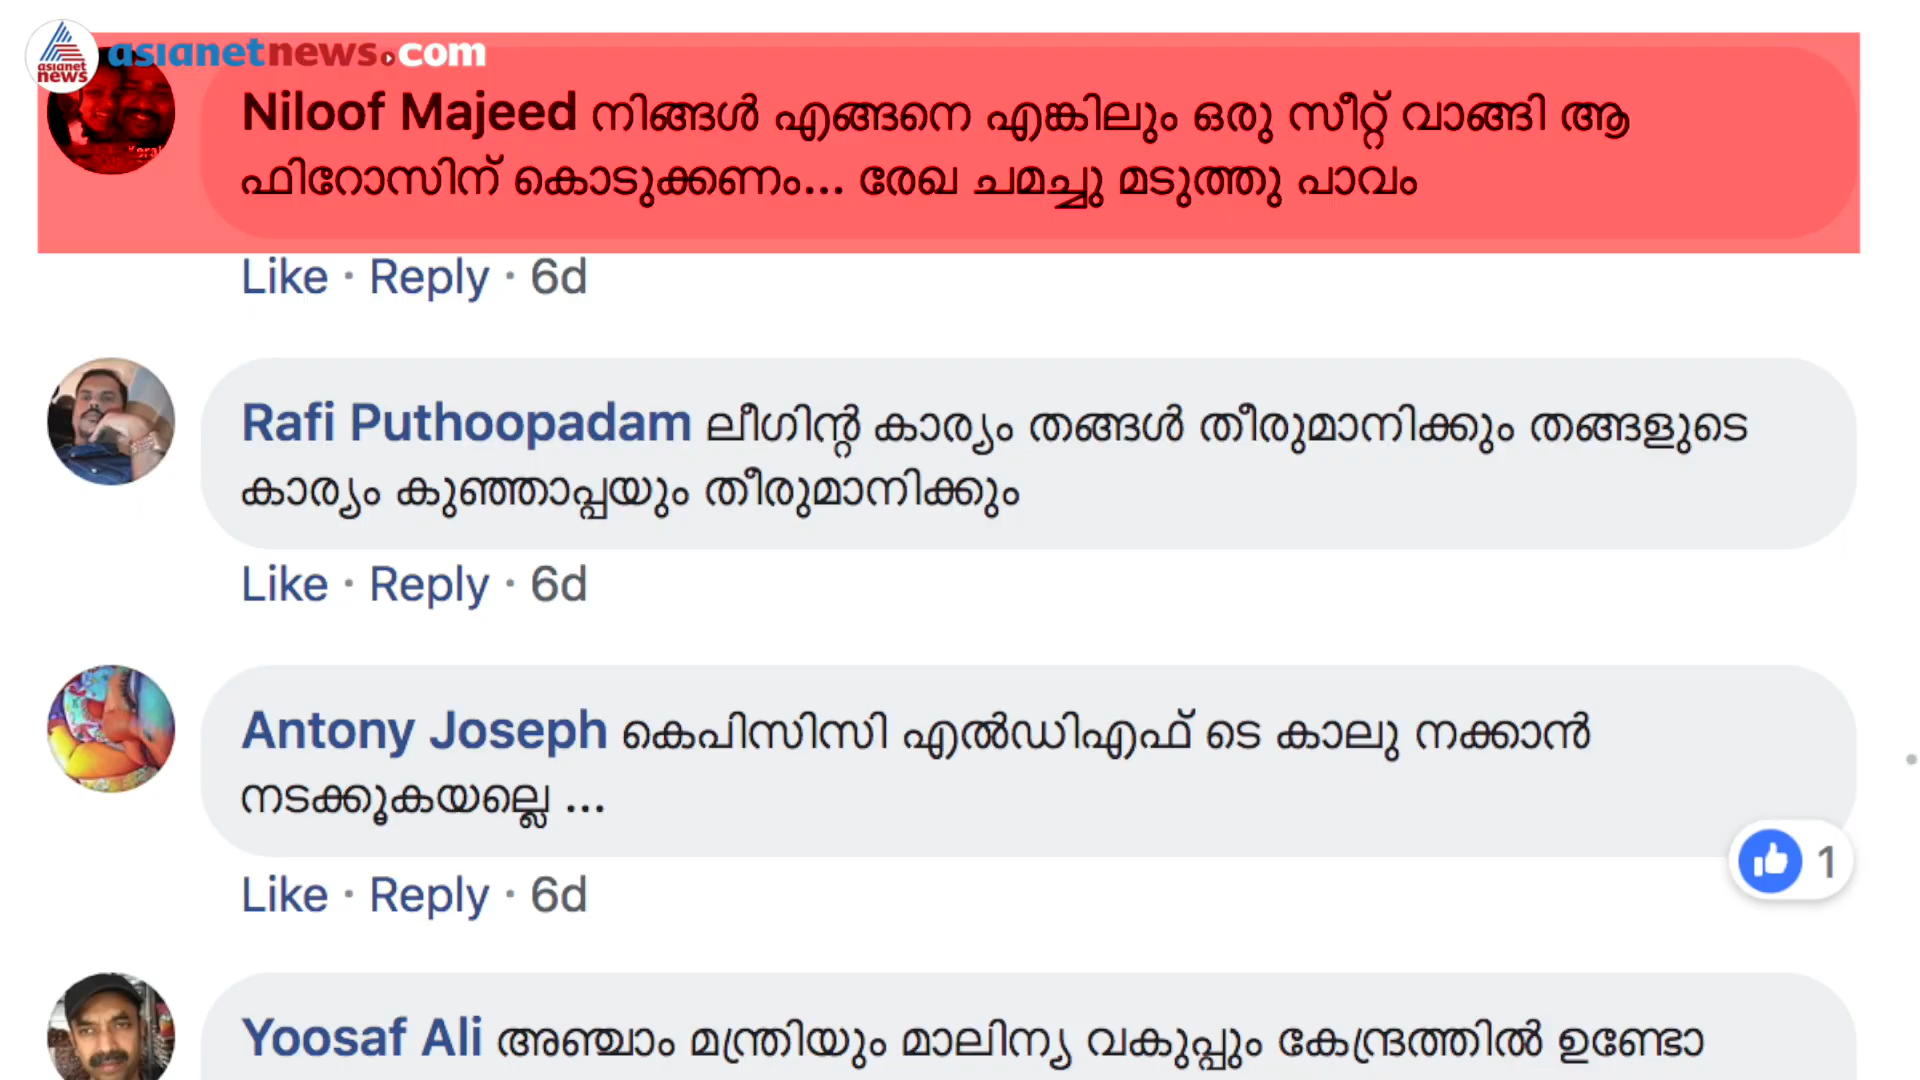 asianet news
asianetnews.com
Niloof Majeed നിങ്ങൾ എങ്ങനെ എങ്കിലും ഒരു സീറ്റ് വാങ്ങി ആ
ഫിറോസിന് കൊടുക്കണം... രേഖ ചമച്ചു മടുത്തു പാവം
Like · Reply · 6d
Rafi Puthoopadam ലീഗിന്റ കാര്യം തങ്ങൾ തീരുമാനിക്കും തങ്ങളുടെ
കാര്യം കുഞ്ഞാപ്പയും തീരുമാനിക്കും
Like · Reply · 6d
Antony Joseph കെപിസിസി എൽഡിഎഫ് ടെ കാലു നക്കാൻ
നടക്കൂകയല്ലെ ...
1
Like · Reply · 6d
Yoosaf Ali അഞ്ചാം മന്ത്രിയും മാലിന്യ വകുപ്പും കേന്ദ്രത്തിൽ ഉണ്ടോ